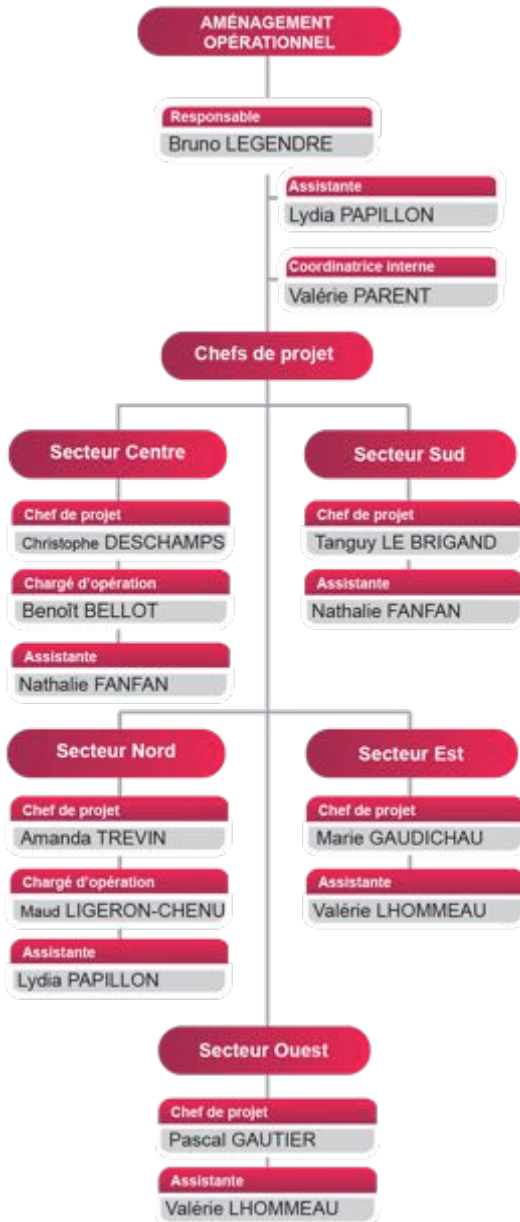 AMÉNAGEMENT
OPÉRATIONNEL
Responsable
Bruno LEGENDRE
Assistante
Lydia PAPILLON
Coordinatrice interne
Valérie PARENT
Chefs de projet
Secteur Centre
Chef de projet
Christophe DESCHAMPS
Chargé d'opération
Benoît BELLOT
Assistante
Nathalie FANFAN
Secteur Sud
Chef de projet
Tanguy LE BRIGAND
Assistante
Nathalie FANFAN
Secteur Nord
Chef de projet
Amanda TREVIN
Chargé d'opération
Maud LIGERON-CHENU
Assistante
Lydia PAPILLON
Secteur Est
Chef de projet
Marie GAUDICHAU
Assistante
Valérie LHOMMEAU
Secteur Ouest
Chef de projet
Pascal GAUTIER
Assistante
Valérie LHOMMEAU